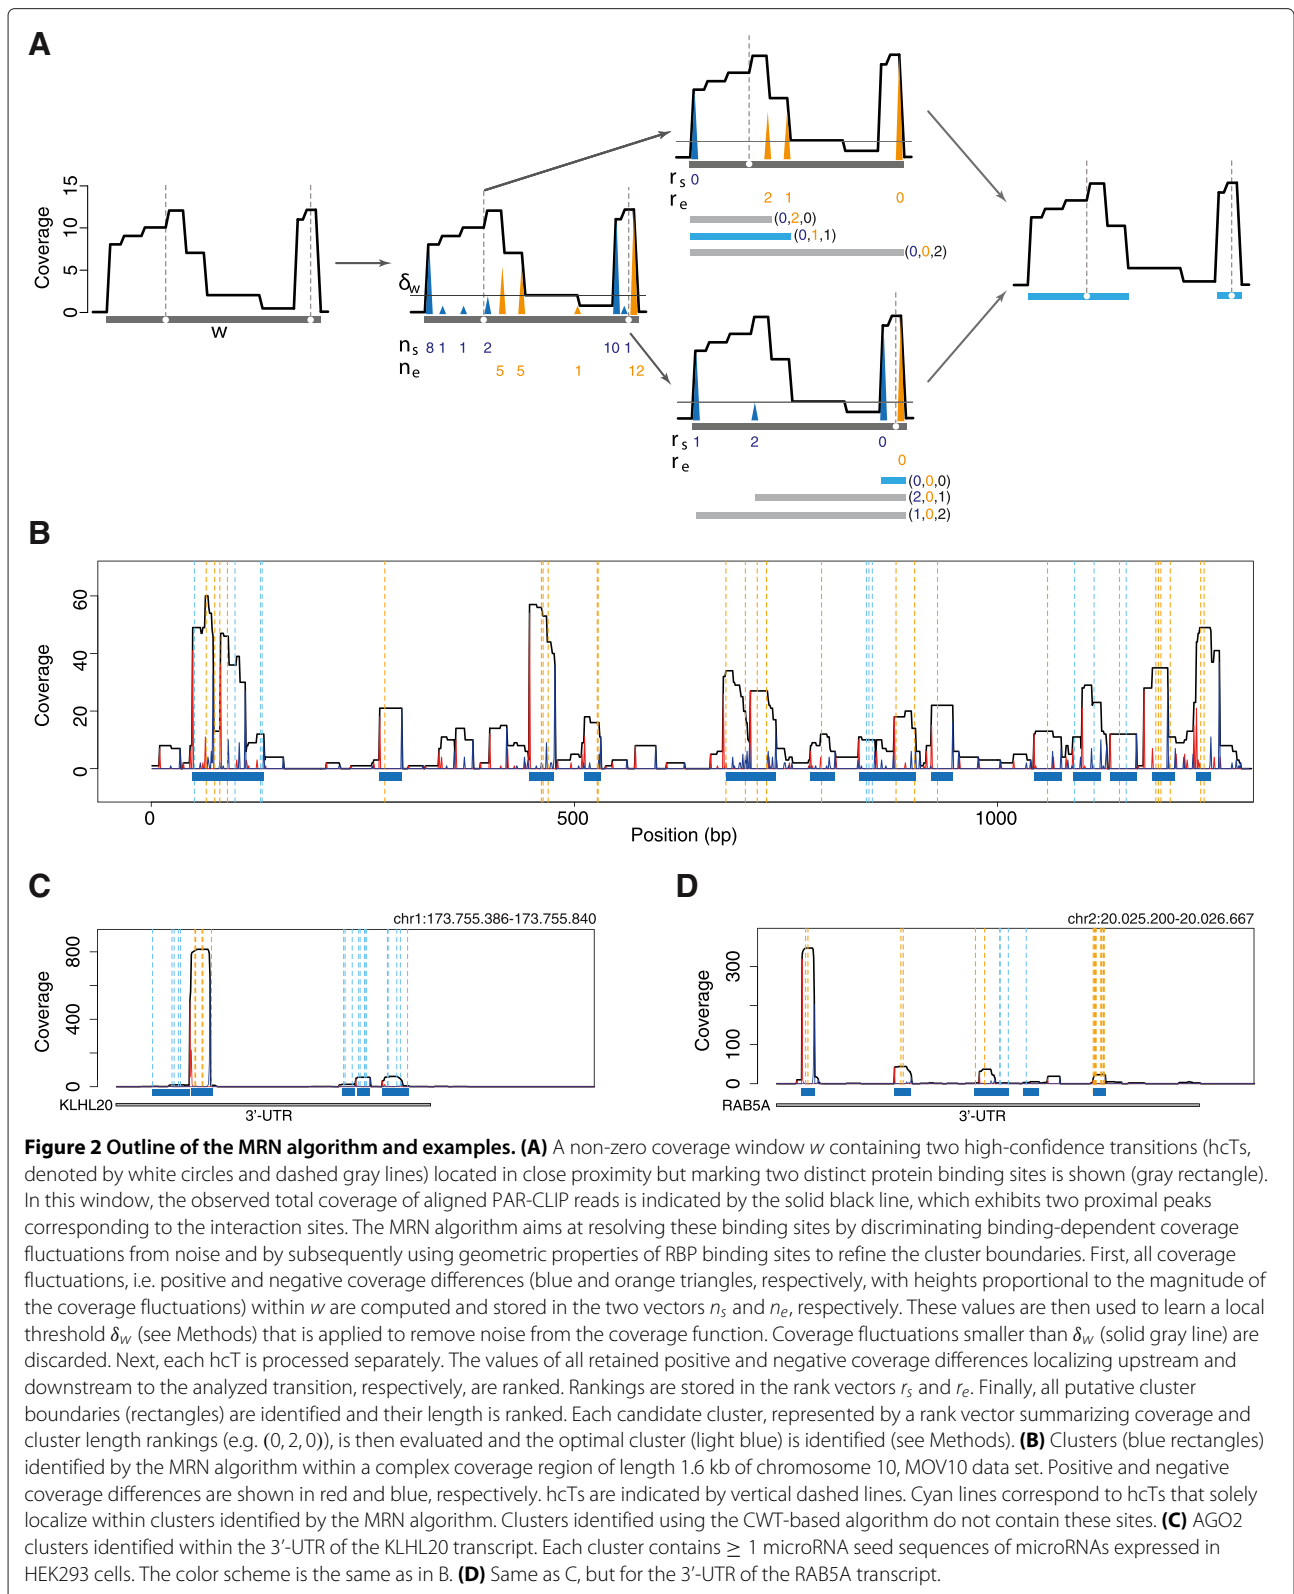 A
15
10
5
0
Coverage
w
δw
ns 8 1 1 2 10 1
ne 5 5 1 12
rs 0
re 2 1 0
(0,2,0)
(0,1,1)
(0,0,2)
rs 1 2 0
re 0
(0,0,0)
(2,0,1)
(1,0,2)
B
60
40
20
0
Coverage
0 500 1000
Position (bp)
C
chr1:173.755.386-173.755.840
800
400
0
Coverage
KLHL20
3'-UTR
D
chr2:20.025.200-20.026.667
300
100
0
Coverage
RAB5A
3'-UTR
Figure 2 Outline of the MRN algorithm and examples. (A) A non-zero coverage window w containing two high-confidence transitions (hcTs,
denoted by white circles and dashed gray lines) located in close proximity but marking two distinct protein binding sites is shown (gray rectangle).
In this window, the observed total coverage of aligned PAR-CLIP reads is indicated by the solid black line, which exhibits two proximal peaks
corresponding to the interaction sites. The MRN algorithm aims at resolving these binding sites by discriminating binding-dependent coverage
fluctuations from noise and by subsequently using geometric properties of RBP binding sites to refine the cluster boundaries. First, all coverage
fluctuations, i.e. positive and negative coverage differences (blue and orange triangles, respectively, with heights proportional to the magnitude of
the coverage fluctuations) within w are computed and stored in the two vectors ns and ne, respectively. These values are then used to learn a local
threshold δw (see Methods) that is applied to remove noise from the coverage function. Coverage fluctuations smaller than δw (solid gray line) are
discarded. Next, each hcT is processed separately. The values of all retained positive and negative coverage differences localizing upstream and
downstream to the analyzed transition, respectively, are ranked. Rankings are stored in the rank vectors rs and re. Finally, all putative cluster
boundaries (rectangles) are identified and their length is ranked. Each candidate cluster, represented by a rank vector summarizing coverage and
cluster length rankings (e.g. (0, 2, 0)), is then evaluated and the optimal cluster (light blue) is identified (see Methods). (B) Clusters (blue rectangles)
identified by the MRN algorithm within a complex coverage region of length 1.6 kb of chromosome 10, MOV10 data set. Positive and negative
coverage differences are shown in red and blue, respectively. hcTs are indicated by vertical dashed lines. Cyan lines correspond to hcTs that solely
localize within clusters identified by the MRN algorithm. Clusters identified using the CWT-based algorithm do not contain these sites. (C) AGO2
clusters identified within the 3'-UTR of the KLHL20 transcript. Each cluster contains ≥ 1 microRNA seed sequences of microRNAs expressed in
HEK293 cells. The color scheme is the same as in B. (D) Same as C, but for the 3'-UTR of the RAB5A transcript.